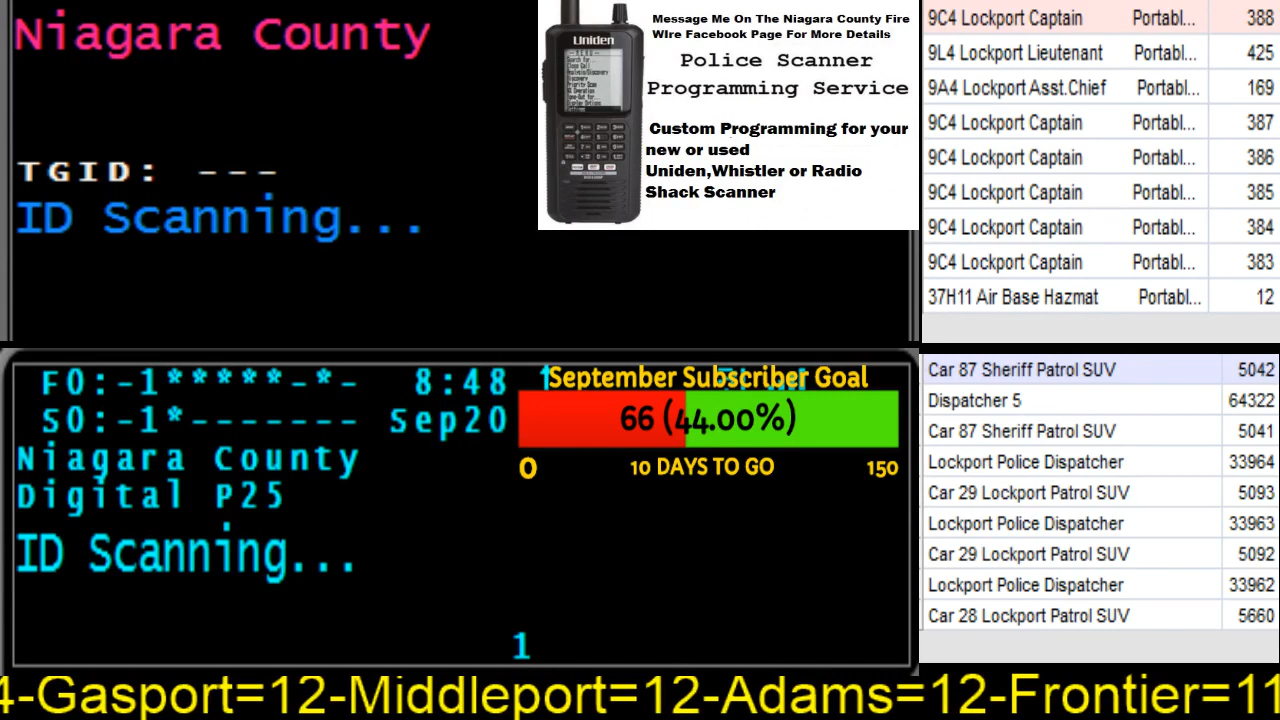 Niagara County
TGID: ---
ID Scanning...
Uniden
Message Me On The Niagara County Fire
WIre Facebook Page For More Details
Police Scanner
Programming Service
Custom Programming for your
new or used
Uniden,Whistler or Radio
Shack Scanner
9C4 Lockport Captain Portabl... 388
9L4 Lockport Lieutenant Portabl... 425
9A4 Lockport Asst.Chief Portabl... 169
9C4 Lockport Captain Portabl... 387
9C4 Lockport Captain Portabl... 386
9C4 Lockport Captain Portabl... 385
9C4 Lockport Captain Portabl... 384
9C4 Lockport Captain Portabl... 383
37H11 Air Base Hazmat Portabl... 12
F0:-1*****-*- 8:48
S0:-1*------- Sep20
Niagara County
Digital P25
ID Scanning...
1
September Subscriber Goal
66 (44.00%)
0 10 DAYS TO GO 150
Car 87 Sheriff Patrol SUV 5042
Dispatcher 5 64322
Car 87 Sheriff Patrol SUV 5041
Lockport Police Dispatcher 33964
Car 29 Lockport Patrol SUV 5093
Lockport Police Dispatcher 33963
Car 29 Lockport Patrol SUV 5092
Lockport Police Dispatcher 33962
Car 28 Lockport Patrol SUV 5660
4-Gasport=12-Middleport=12-Adams=12-Frontier=11